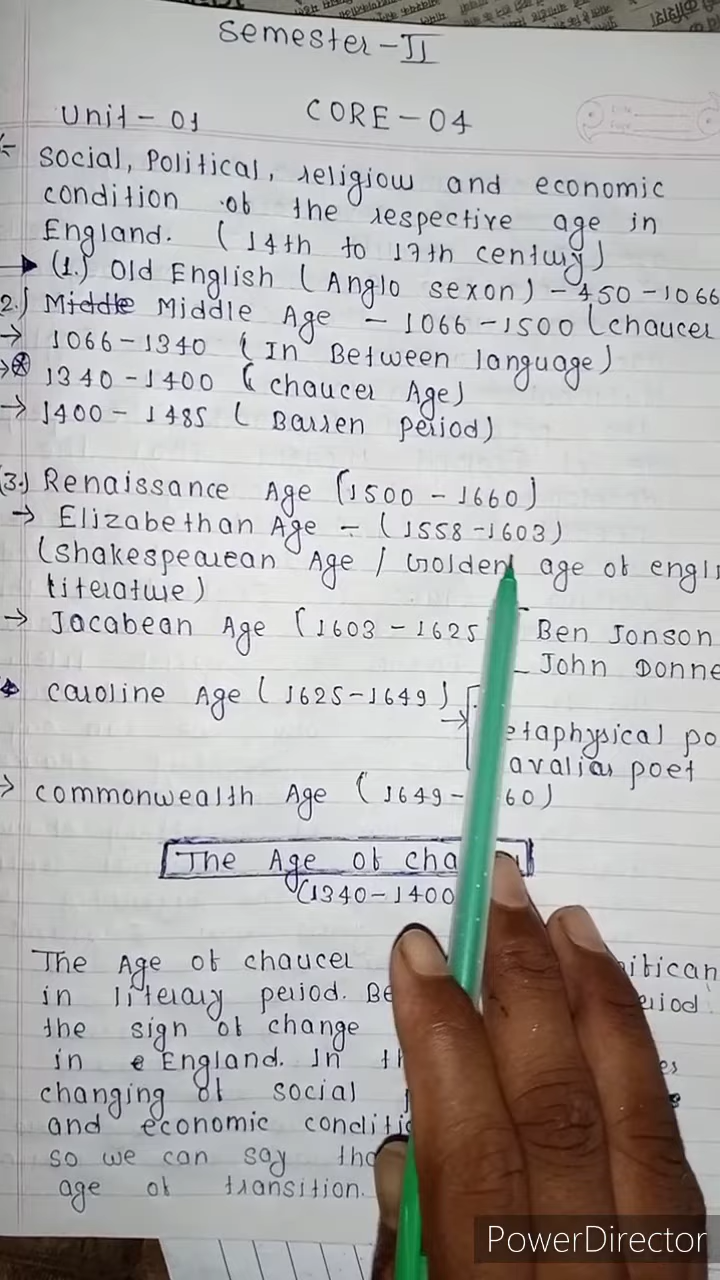 Semester-II
Unit-01 CORE-04
Social, Political, religiow and economic
condition of the respective age in
England. (14th to 17th century)
(1.) Old English (Anglo sexon) - 450-1066
2.) Middle Middle Age - 1066-1500 (Chaucer
→ 1066-1340 (In Between language)
→ 1340-1400 (Chaucer Age)
→ 1400-1485 (Barren period)
(3.) Renaissance Age (1500-1660)
→ Elizabethan Age - (1558-1603)
(Shakespearean Age / Golden age of engli
literature)
→ Jacabean Age (1603-1625 Ben Jonson
John Donne
Caroline Age (1625-1649)
→ etaphysical po
avaliar poet
→ commonwealth Age (1649- 60)
The Age of cha
(1340-1400
The Age of chaucer
in literary period.
the sign of change
in England. In
changing of social
and economic
so we can say
age of transition.
PowerDirector